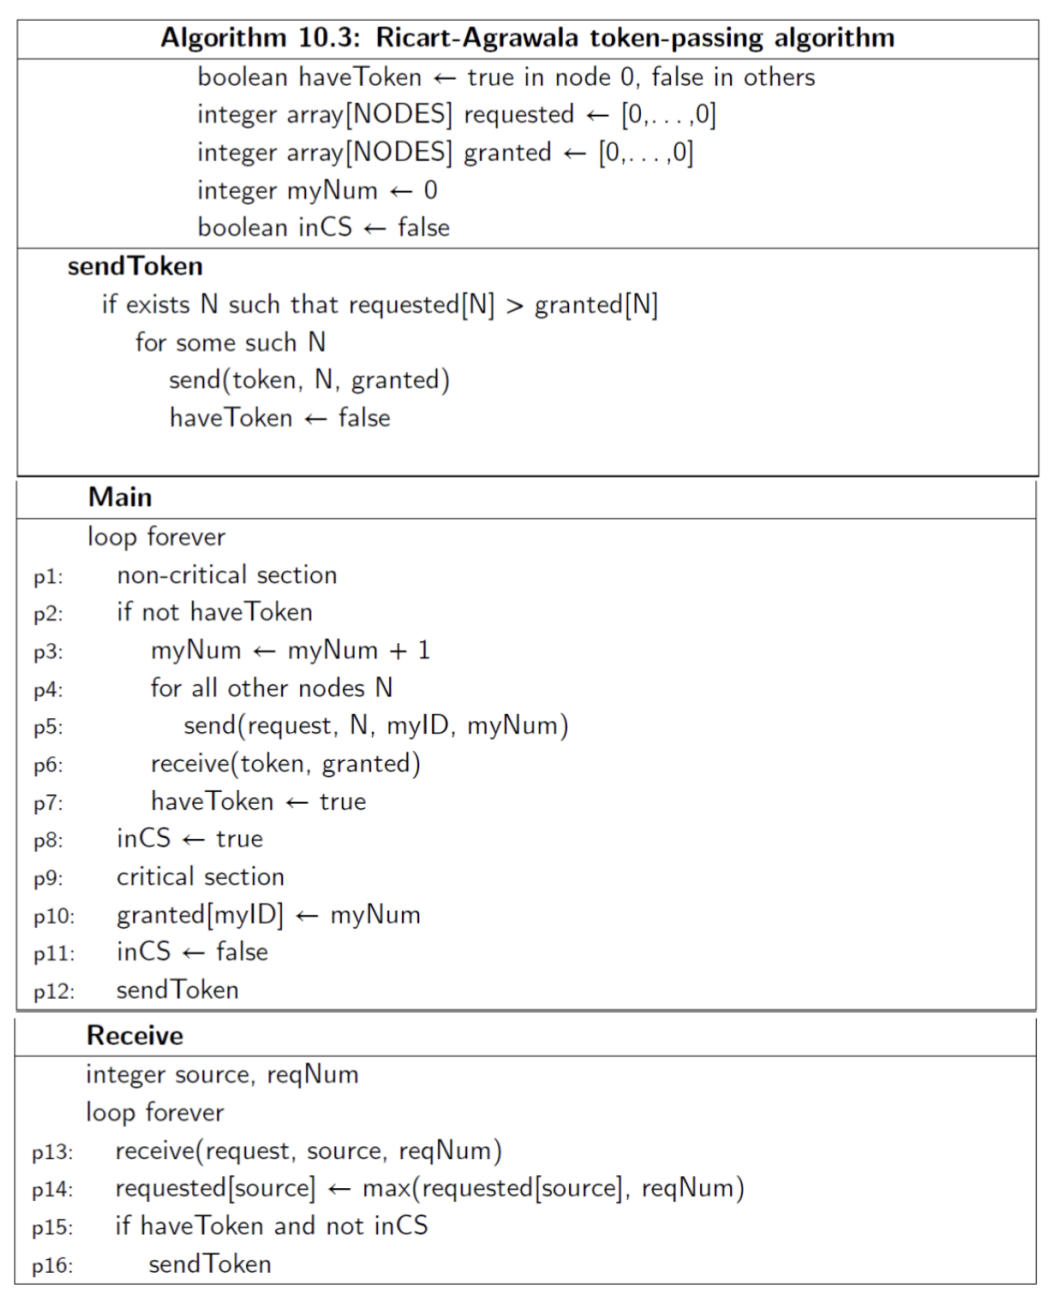 Algorithm 10.3: Ricart-Agrawala token-passing algorithm
boolean haveToken ← true in node 0, false in others
integer array[NODES] requested ← [0,...,0]
integer array[NODES] granted ← [0,...,0]
integer myNum ← 0
boolean inCS ← false
sendToken
if exists N such that requested[N] > granted[N]
for some such N
send(token, N, granted)
haveToken ← false
Main
loop forever
p1: non-critical section
p2: if not haveToken
p3: myNum ← myNum + 1
p4: for all other nodes N
p5: send(request, N, myID, myNum)
p6: receive(token, granted)
p7: haveToken ← true
p8: inCS ← true
p9: critical section
p10: granted[myID] ← myNum
p11: inCS ← false
p12: sendToken
Receive
integer source, reqNum
loop forever
p13: receive(request, source, reqNum)
p14: requested[source] ← max(requested[source], reqNum)
p15: if haveToken and not inCS
p16: sendToken